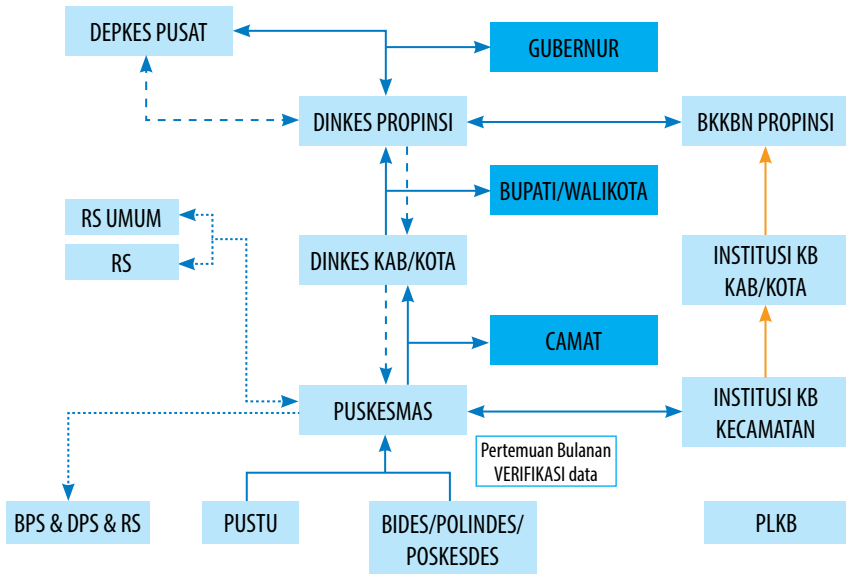 DEPKES PUSAT
GUBERNUR
DINKES PROPINSI
BKKBN PROPINSI
BUPATI/WALIKOTA
RS UMUM
RS
DINKES KAB/KOTA
INSTITUSI KB
KAB/KOTA
CAMAT
PUSKESMAS
INSTITUSI KB
KECAMATAN
Pertemuan Bulanan
VERIFIKASI data
BPS & DPS & RS
PUSTU
BIDES/POLINDES/
POSKESDES
PLKB